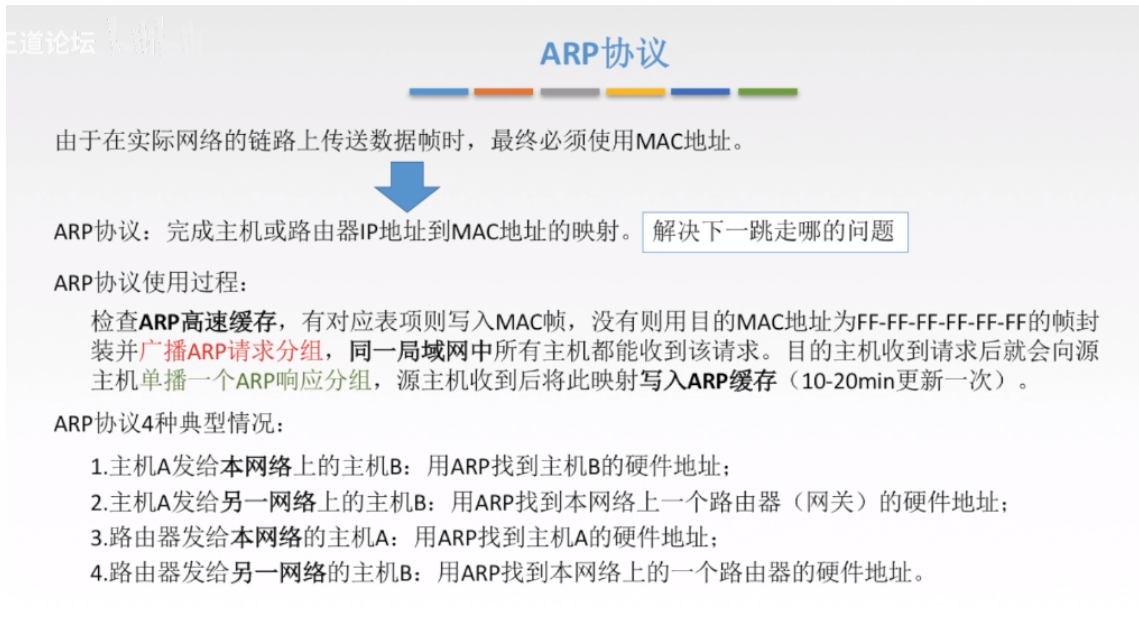 王道论坛
ARP协议
由于在实际网络的链路上传送数据帧时，最终必须使用MAC地址。
ARP协议：完成主机或路由器IP地址到MAC地址的映射。 解决下一跳走哪的问题
ARP协议使用过程：
检查ARP高速缓存，有对应表项则写入MAC帧，没有则用目的MAC地址为FF-FF-FF-FF-FF-FF的帧封
装并广播ARP请求分组，同一局域网中所有主机都能收到该请求。目的主机收到请求后就会向源
主机单播一个ARP响应分组，源主机收到后将此映射写入ARP缓存（10-20min更新一次）。
ARP协议4种典型情况：
1.主机A发给本网络上的主机B：用ARP找到主机B的硬件地址；
2.主机A发给另一网络上的主机B：用ARP找到本网络上一个路由器（网关）的硬件地址；
3.路由器发给本网络的主机A：用ARP找到主机A的硬件地址；
4.路由器发给另一网络的主机B：用ARP找到本网络上的一个路由器的硬件地址。